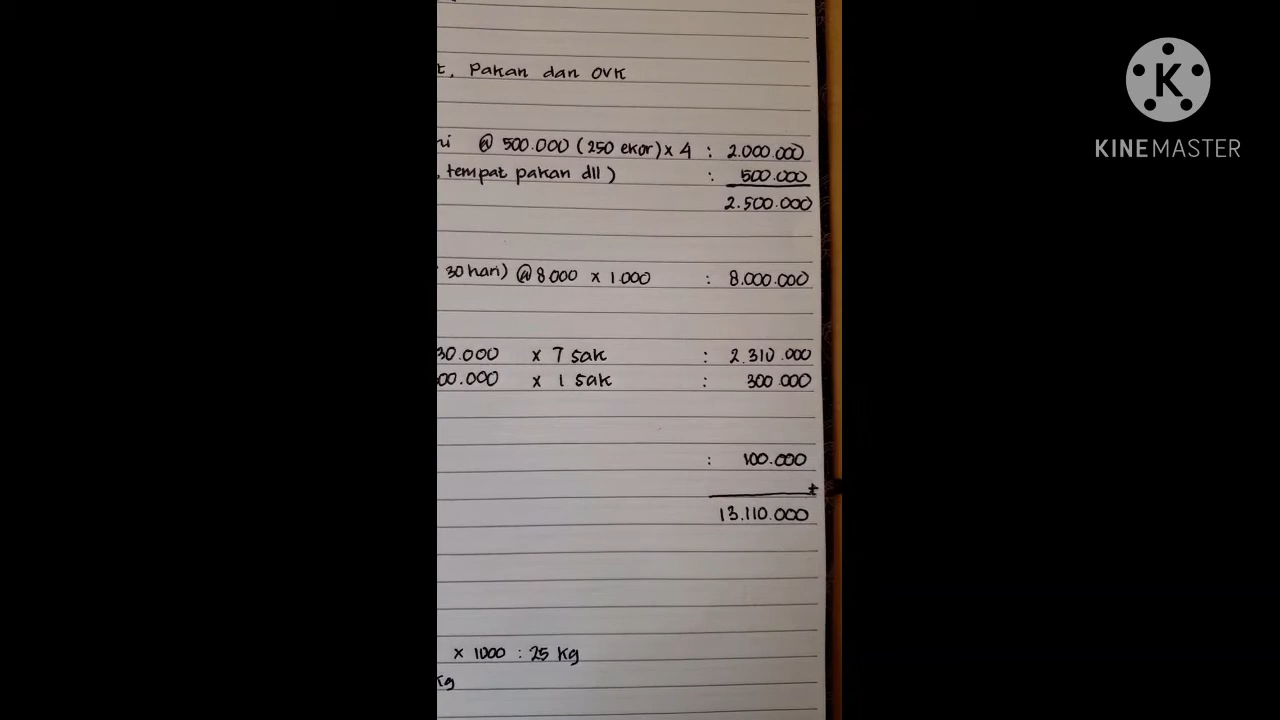 t, Pakan dan OVK
@ 500.000 (250 ekor) x 4 : 2.000.000
, tempat pakan dll ) : 500.000
2.500.000
30 hari) @ 8.000 x 1.000 : 8.000.000
30.000 x 7 sak : 2.310.000
00.000 x 1 sak : 300.000
: 100.000
+
13.110.000
x 1000 : 25 Kg
Kg
K
KINEMASTER